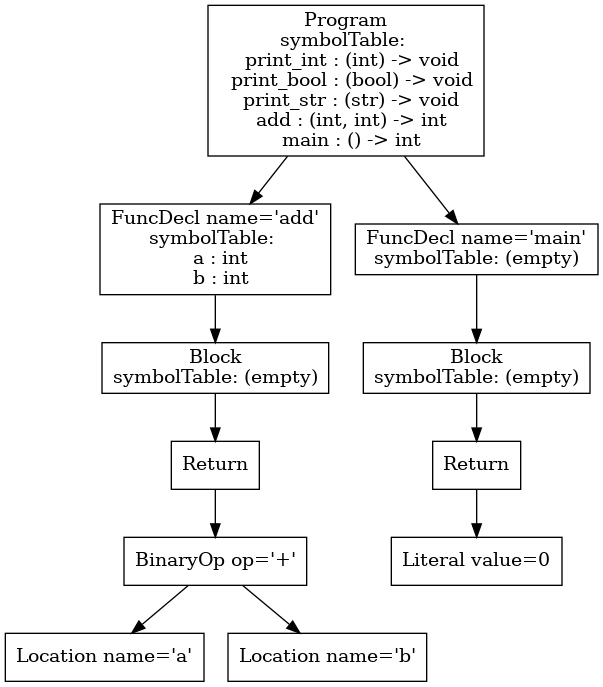 Program
symbolTable:
print_int : (int) -> void
print_bool : (bool) -> void
print_str : (str) -> void
add : (int, int) -> int
main : () -> int
FuncDecl name='add'
symbolTable:
a : int
b : int
FuncDecl name='main'
symbolTable: (empty)
Block
symbolTable: (empty)
Block
symbolTable: (empty)
Return
Return
BinaryOp op='+'
Literal value=0
Location name='a'
Location name='b'